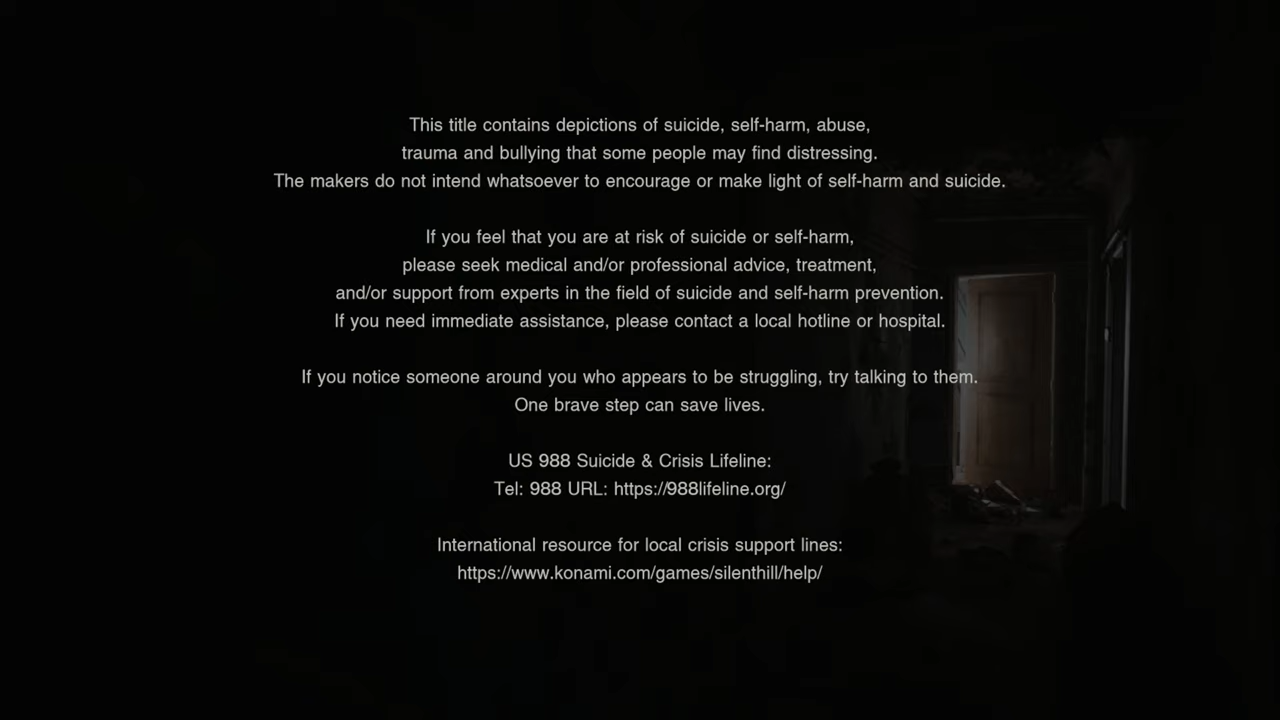 This title contains depictions of suicide, self-harm, abuse,
trauma and bullying that some people may find distressing.
The makers do not intend whatsoever to encourage or make light of self-harm and suicide.
If you feel that you are at risk of suicide or self-harm,
please seek medical and/or professional advice, treatment,
and/or support from experts in the field of suicide and self-harm prevention.
If you need immediate assistance, please contact a local hotline or hospital.
If you notice someone around you who appears to be struggling, try talking to them.
One brave step can save lives.
US 988 Suicide & Crisis Lifeline:
Tel: 988 URL: https://988lifeline.org/
International resource for local crisis support lines:
https://www.konami.com/games/silenthill/help/